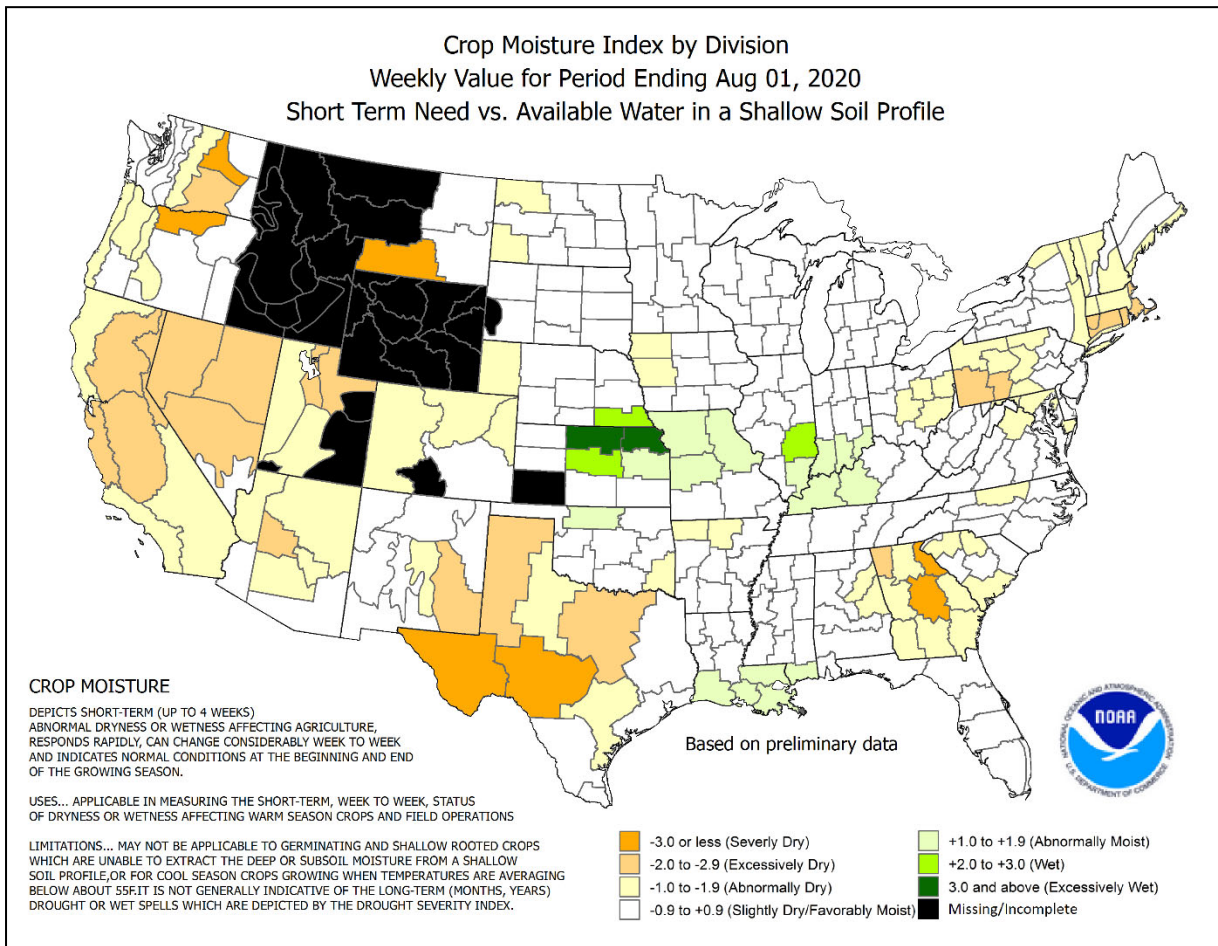 Crop Moisture Index by Division
Weekly Value for Period Ending Aug 01, 2020
Short Term Need vs. Available Water in a Shallow Soil Profile
CROP MOISTURE
DEPICTS SHORT-TERM (UP TO 4 WEEKS)
ABNORMAL DRYNESS OR WETNESS AFFECTING AGRICULTURE,
RESPONDS RAPIDLY, CAN CHANGE CONSIDERABLY WEEK TO WEEK
AND INDICATES NORMAL CONDITIONS AT THE BEGINNING AND END
OF THE GROWING SEASON.
USES... APPLICABLE IN MEASURING THE SHORT-TERM, WEEK TO WEEK, STATUS
OF DRYNESS OR WETNESS AFFECTING WARM SEASON CROPS AND FIELD OPERATIONS
LIMITATIONS... MAY NOT BE APPLICABLE TO GERMINATING AND SHALLOW ROOTED CROPS
WHICH ARE UNABLE TO EXTRACT THE DEEP OR SUBSOIL MOISTURE FROM A SHALLOW
SOIL PROFILE,OR FOR COOL SEASON CROPS GROWING WHEN TEMPERATURES ARE AVERAGING
BELOW ABOUT 55F.IT IS NOT GENERALLY INDICATIVE OF THE LONG-TERM (MONTHS, YEARS)
DROUGHT OR WET SPELLS WHICH ARE DEPICTED BY THE DROUGHT SEVERITY INDEX.
Based on preliminary data
NATIONAL OCEANIC AND ATMOSPHERIC ADMINISTRATION
NOAA
U.S. DEPARTMENT OF COMMERCE
-3.0 or less (Severly Dry)
-2.0 to -2.9 (Excessively Dry)
-1.0 to -1.9 (Abnormally Dry)
-0.9 to +0.9 (Slightly Dry/Favorably Moist)
+1.0 to +1.9 (Abnormally Moist)
+2.0 to +3.0 (Wet)
3.0 and above (Excessively Wet)
Missing/Incomplete